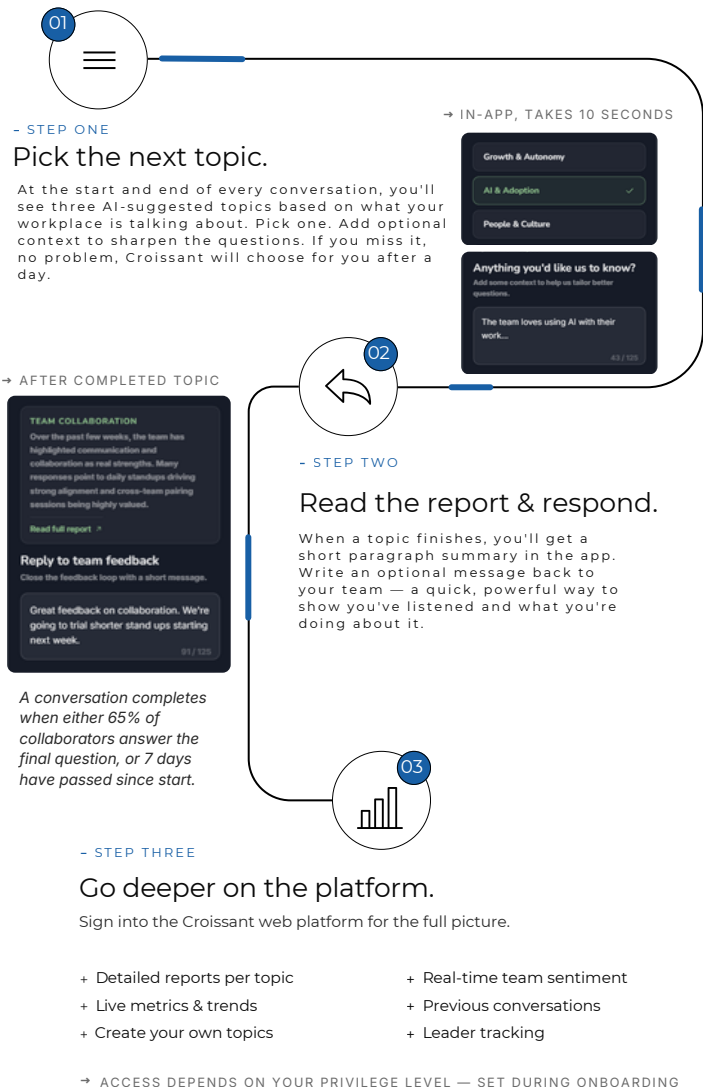 01
– STEP ONE
Pick the next topic.
At the start and end of every conversation, you'll
see three AI-suggested topics based on what your
workplace is talking about. Pick one. Add optional
context to sharpen the questions. If you miss it,
no problem, Croissant will choose for you after a
day.
→ IN-APP, TAKES 10 SECONDS
Growth & Autonomy
AI & Adoption
People & Culture
Anything you'd like us to know?
Add some context to help us tailor better
questions.
The team loves using AI with their
work...
43 / 125
02
– STEP TWO
Read the report & respond.
When a topic finishes, you'll get a
short paragraph summary in the app.
Write an optional message back to
your team — a quick, powerful way to
show you've listened and what you're
doing about it.
→ AFTER COMPLETED TOPIC
TEAM COLLABORATION
Over the past few weeks, the team has
highlighted communication and
collaboration as real strengths. Many
responses point to daily standups driving
strong alignment and cross-team pairing
sessions being highly valued.
Read full report ↗
Reply to team feedback
Close the feedback loop with a short message.
Great feedback on collaboration. We're
going to trial shorter stand ups starting
next week.
91 / 125
A conversation completes
when either 65% of
collaborators answer the
final question, or 7 days
have passed since start.
03
– STEP THREE
Go deeper on the platform.
Sign into the Croissant web platform for the full picture.
+ Detailed reports per topic
+ Live metrics & trends
+ Create your own topics
+ Real-time team sentiment
+ Previous conversations
+ Leader tracking
→ ACCESS DEPENDS ON YOUR PRIVILEGE LEVEL — SET DURING ONBOARDING